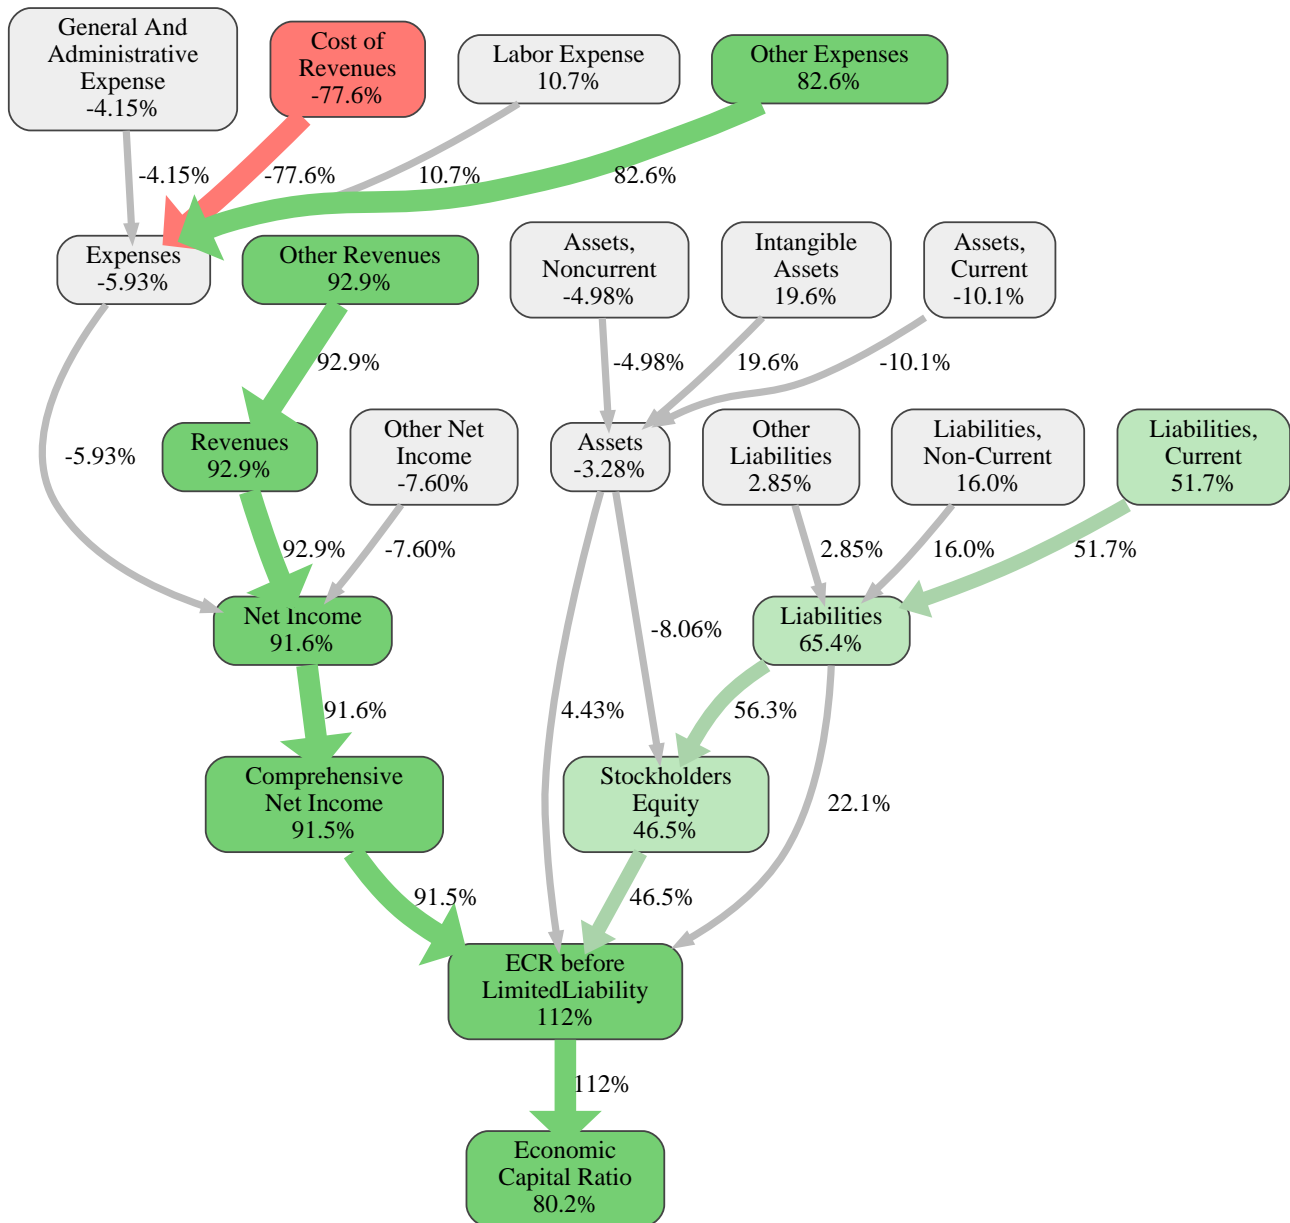 General And
Administrative
Expense
-4.15%
Cost of
Revenues
-77.6%
Labor Expense
10.7%
Other Expenses
82.6%
-4.15%
-77.6%
10.7%
82.6%
Expenses
-5.93%
Other Revenues
92.9%
Assets,
Noncurrent
-4.98%
Intangible
Assets
19.6%
Assets,
Current
-10.1%
92.9%
-4.98%
19.6%
-10.1%
-5.93%
Revenues
92.9%
Other Net
Income
-7.60%
Assets
-3.28%
Other
Liabilities
2.85%
Liabilities,
Non-Current
16.0%
Liabilities,
Current
51.7%
92.9%
-7.60%
2.85%
16.0%
51.7%
Net Income
91.6%
-8.06%
Liabilities
65.4%
91.6%
4.43%
56.3%
22.1%
Comprehensive
Net Income
91.5%
Stockholders
Equity
46.5%
91.5%
46.5%
ECR before
LimitedLiability
112%
112%
Economic
Capital Ratio
80.2%